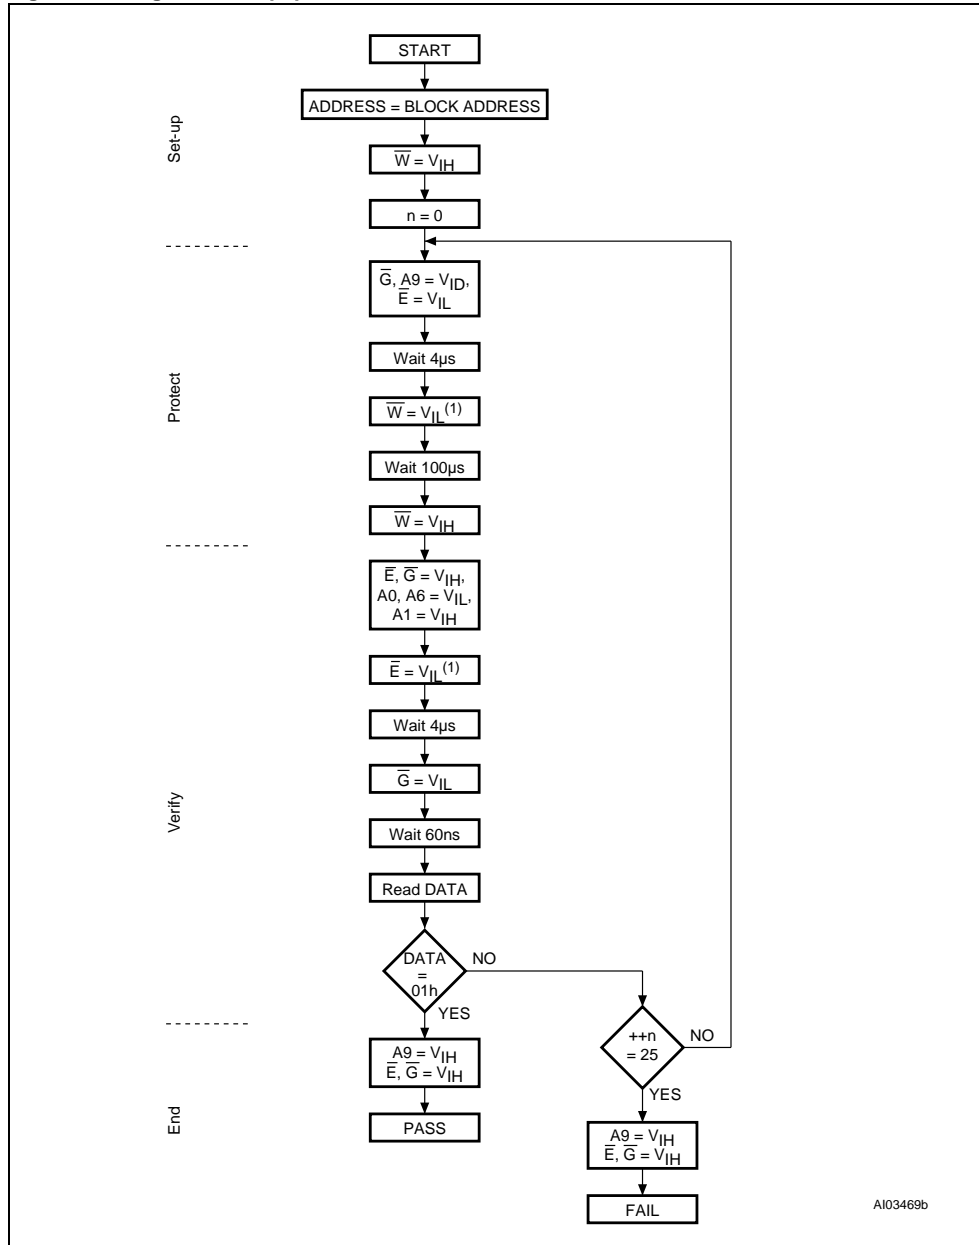 START
ADDRESS = BLOCK ADDRESS
Set-up
W̅ = VIH
n = 0
G̅, A9 = VID,
E̅ = VIL
Wait 4µs
Protect
W̅ = VIL(1)
Wait 100µs
W̅ = VIH
E̅, G̅ = VIH,
A0, A6 = VIL,
A1 = VIH
E̅ = VIL(1)
Wait 4µs
G̅ = VIL
Verify
Wait 60ns
Read DATA
DATA
=
01h
NO
YES
++n
= 25
NO
YES
A9 = VIH
E̅, G̅ = VIH
End
PASS
A9 = VIH
E̅, G̅ = VIH
FAIL
AI03469b